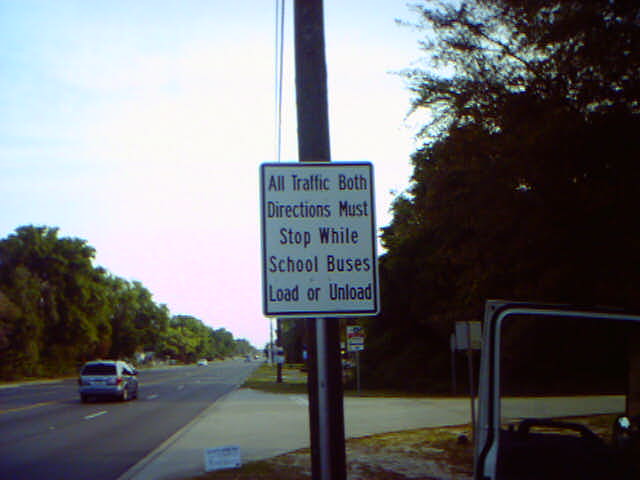 All Traffic Both
Directions Must
Stop While
School Buses
Load or Unload